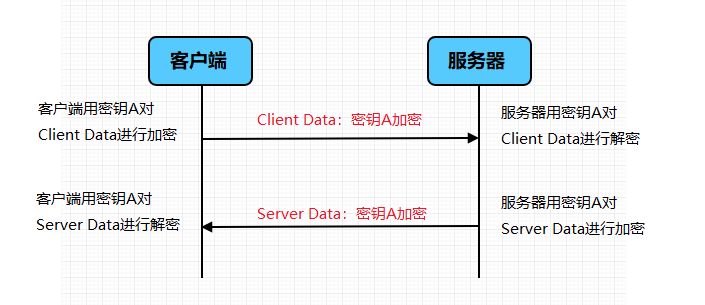 客户端
服务器
客户端用密钥A对
Client Data进行加密
Client Data：密钥A加密
服务器用密钥A对
Client Data进行解密
客户端用密钥A对
Server Data进行解密
Server Data：密钥A加密
服务器用密钥A对
Server Data进行加密